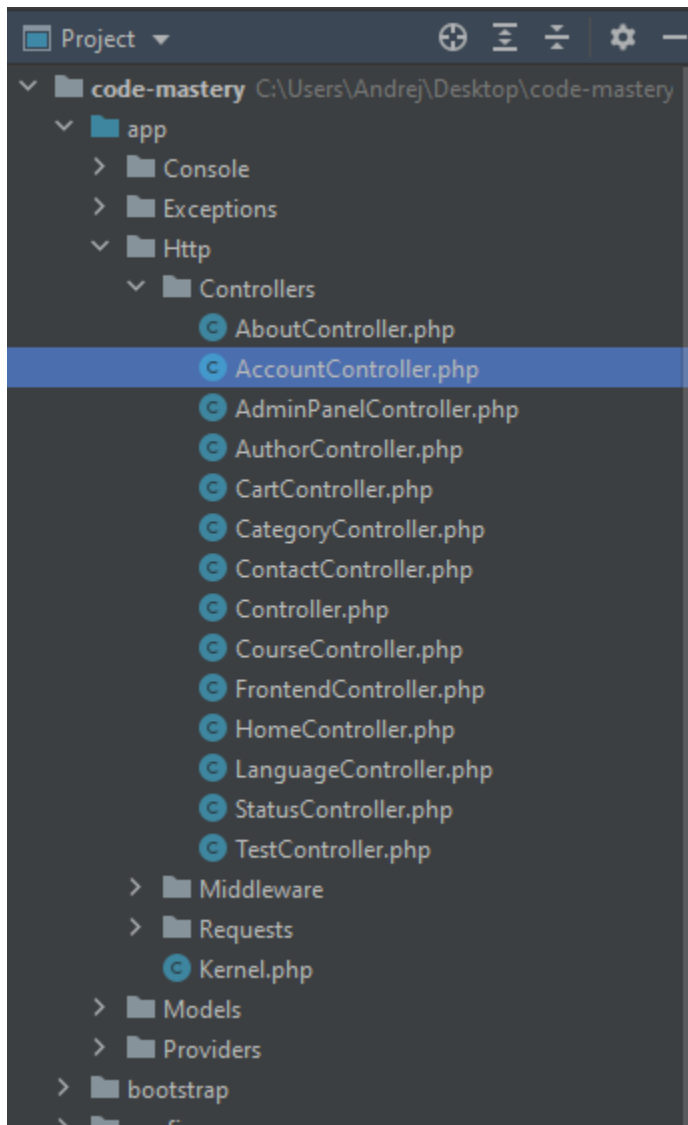 Project
code-mastery C:\Users\Andrej\Desktop\code-mastery
app
Console
Exceptions
Http
Controllers
AboutController.php
AccountController.php
AdminPanelController.php
AuthorController.php
CartController.php
CategoryController.php
ContactController.php
Controller.php
CourseController.php
FrontendController.php
HomeController.php
LanguageController.php
StatusController.php
TestController.php
Middleware
Requests
Kernel.php
Models
Providers
bootstrap